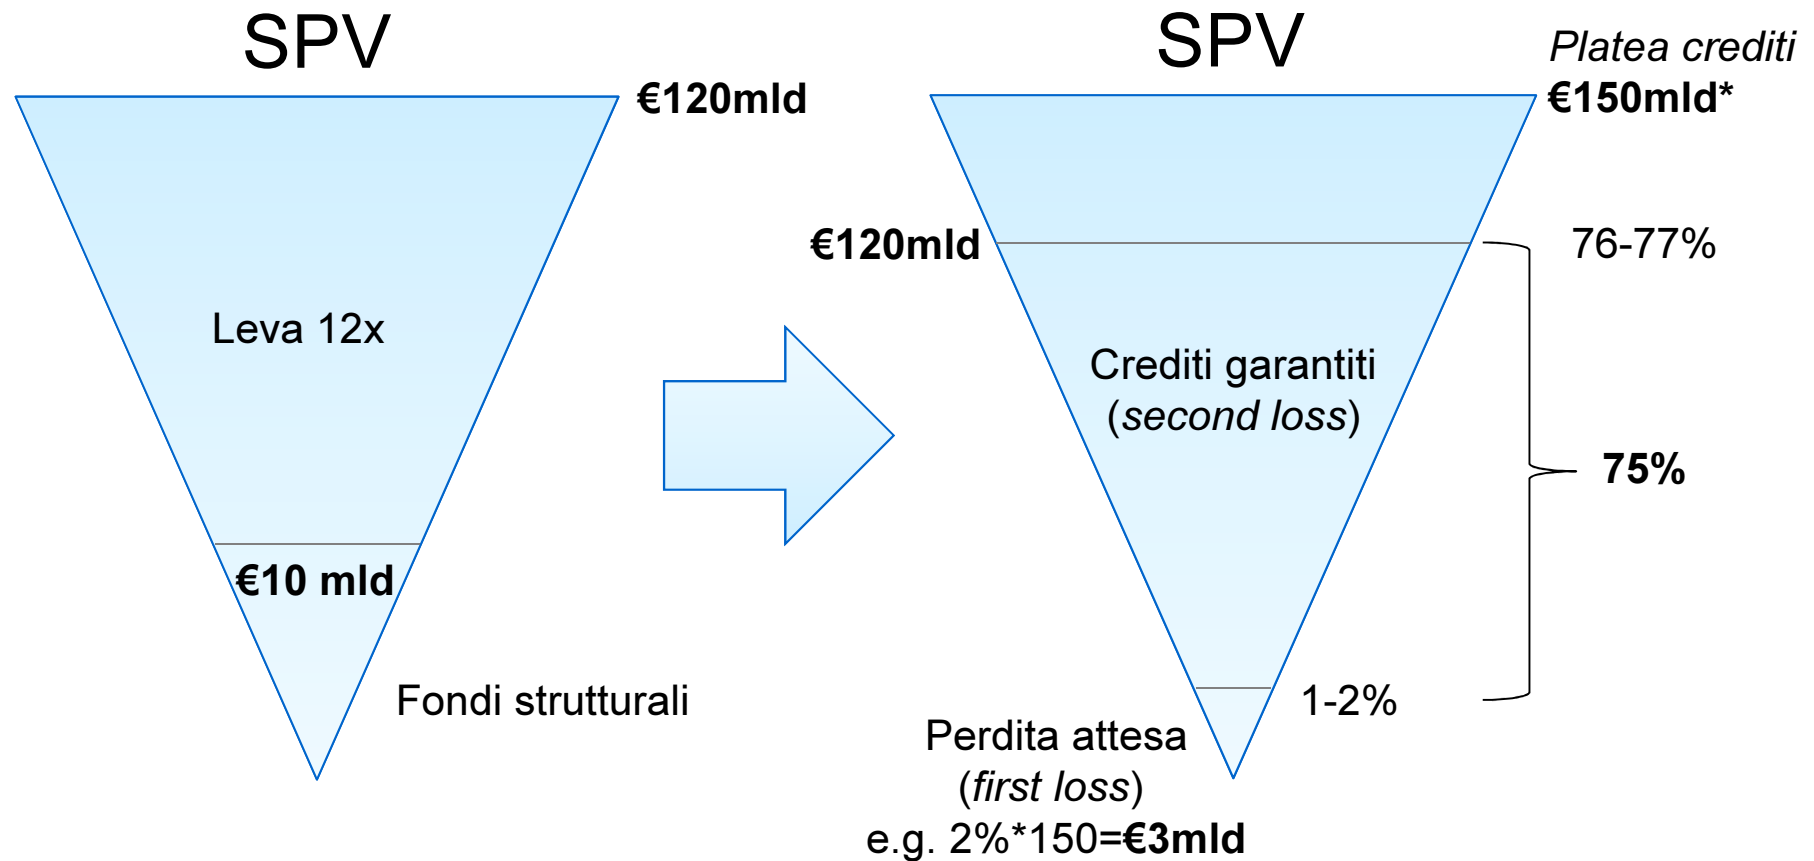 SPV
€120mld
Leva 12x
€10 mld
Fondi strutturali
SPV
Platea crediti
€150mld*
€120mld
76-77%
Crediti garantiti
(second loss)
75%
1-2%
Perdita attesa
(first loss)
e.g. 2%*150=€3mld